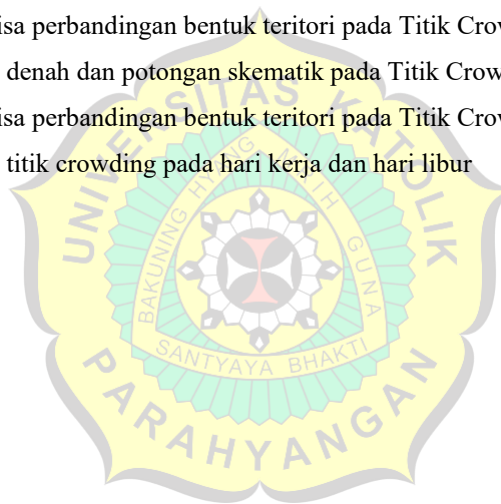 isa perbandingan bentuk teritori pada Titik Crow
denah dan potongan skematik pada Titik Crow
isa perbandingan bentuk teritori pada Titik Crow
titik crowding pada hari kerja dan hari libur
UNIVERSITAS KATOLIK
PARAHYANGAN
BAKUNING HYANG MRIH GUNA
SANTYAYA BHAKTI